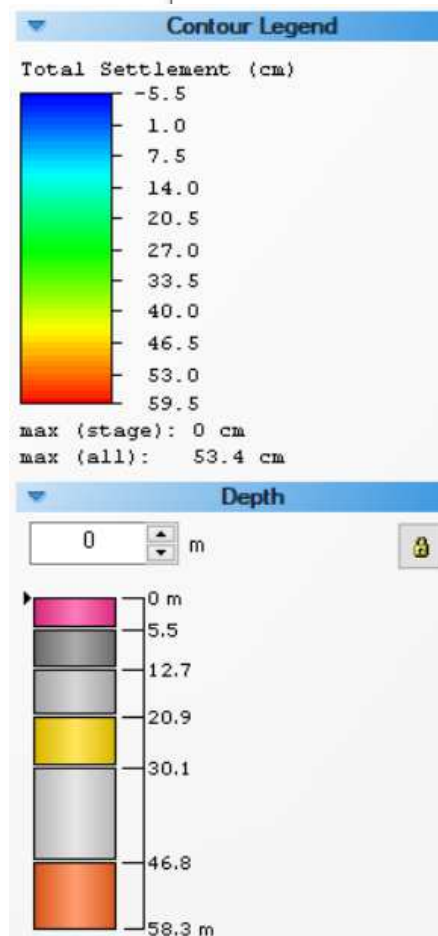 Contour Legend
Total Settlement (cm)
-5.5
1.0
7.5
14.0
20.5
27.0
33.5
40.0
46.5
53.0
59.5
max (stage): 0 cm
max (all): 53.4 cm
Depth
0 m
0 m
5.5
12.7
20.9
30.1
46.8
58.3 m